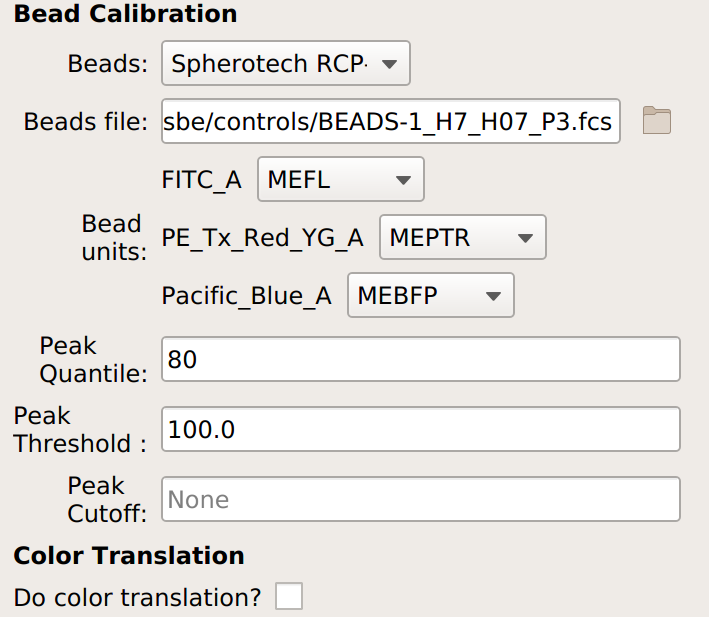 Bead Calibration
Beads: Spherotech RCP-
Beads file: sbe/controls/BEADS-1_H7_H07_P3.fcs
FITC_A MEFL
Bead units: PE_Tx_Red_YG_A MEPTR
Pacific_Blue_A MEBFP
Peak Quantile: 80
Peak Threshold : 100.0
Peak Cutoff: None
Color Translation
Do color translation?